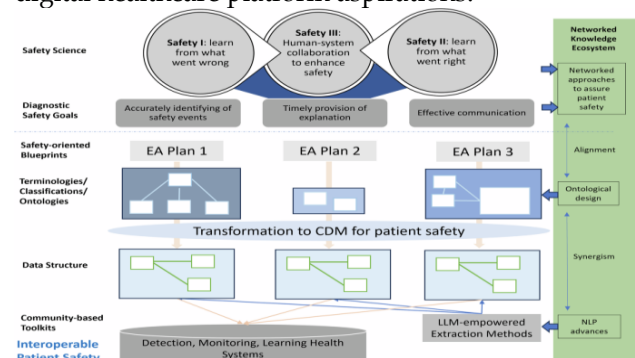 digital healthcare platform aspirations.
Safety Science
Safety I: learn
from what
went wrong
Safety III:
Human-system
collaboration
to enhance
safety
Safety II: learn
from what
went right
Networked
Knowledge
Ecosystem
Networked
approaches
to assure
patient
safety
Diagnostic
Safety Goals
Accurately identifying of
safety events
Timely provision of
explanation
Effective communication
Safety-oriented
Blueprints
EA Plan 1
EA Plan 2
EA Plan 3
Alignment
Terminologies/
Classifications/
Ontologies
Ontological
design
Transformation to CDM for patient safety
Data Structure
Synergism
Community-based
Toolkits
LLM-empowered
Extraction Methods
NLP
advances
Interoperable
Patient Safety
Detection, Monitoring, Learning Health
Systems